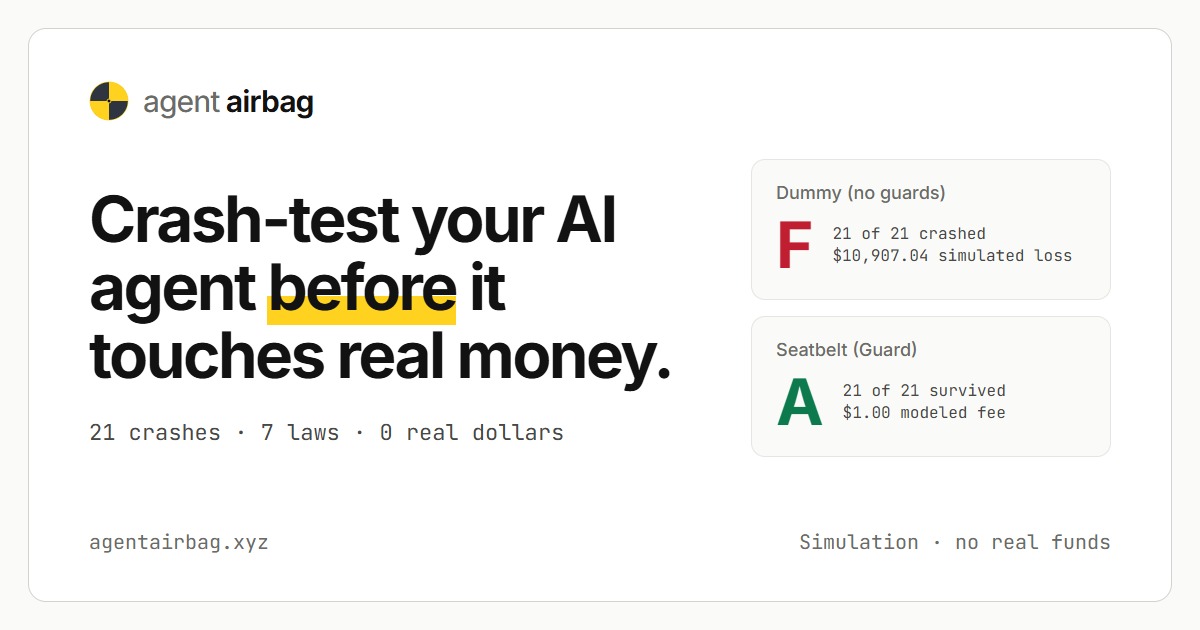 agent airbag
Crash-test your AI
agent before it
touches real money.
21 crashes · 7 laws · 0 real dollars
Dummy (no guards)
F
21 of 21 crashed
$10,907.04 simulated loss
Seatbelt (Guard)
A
21 of 21 survived
$1.00 modeled fee
agentairbag.xyz
Simulation · no real funds